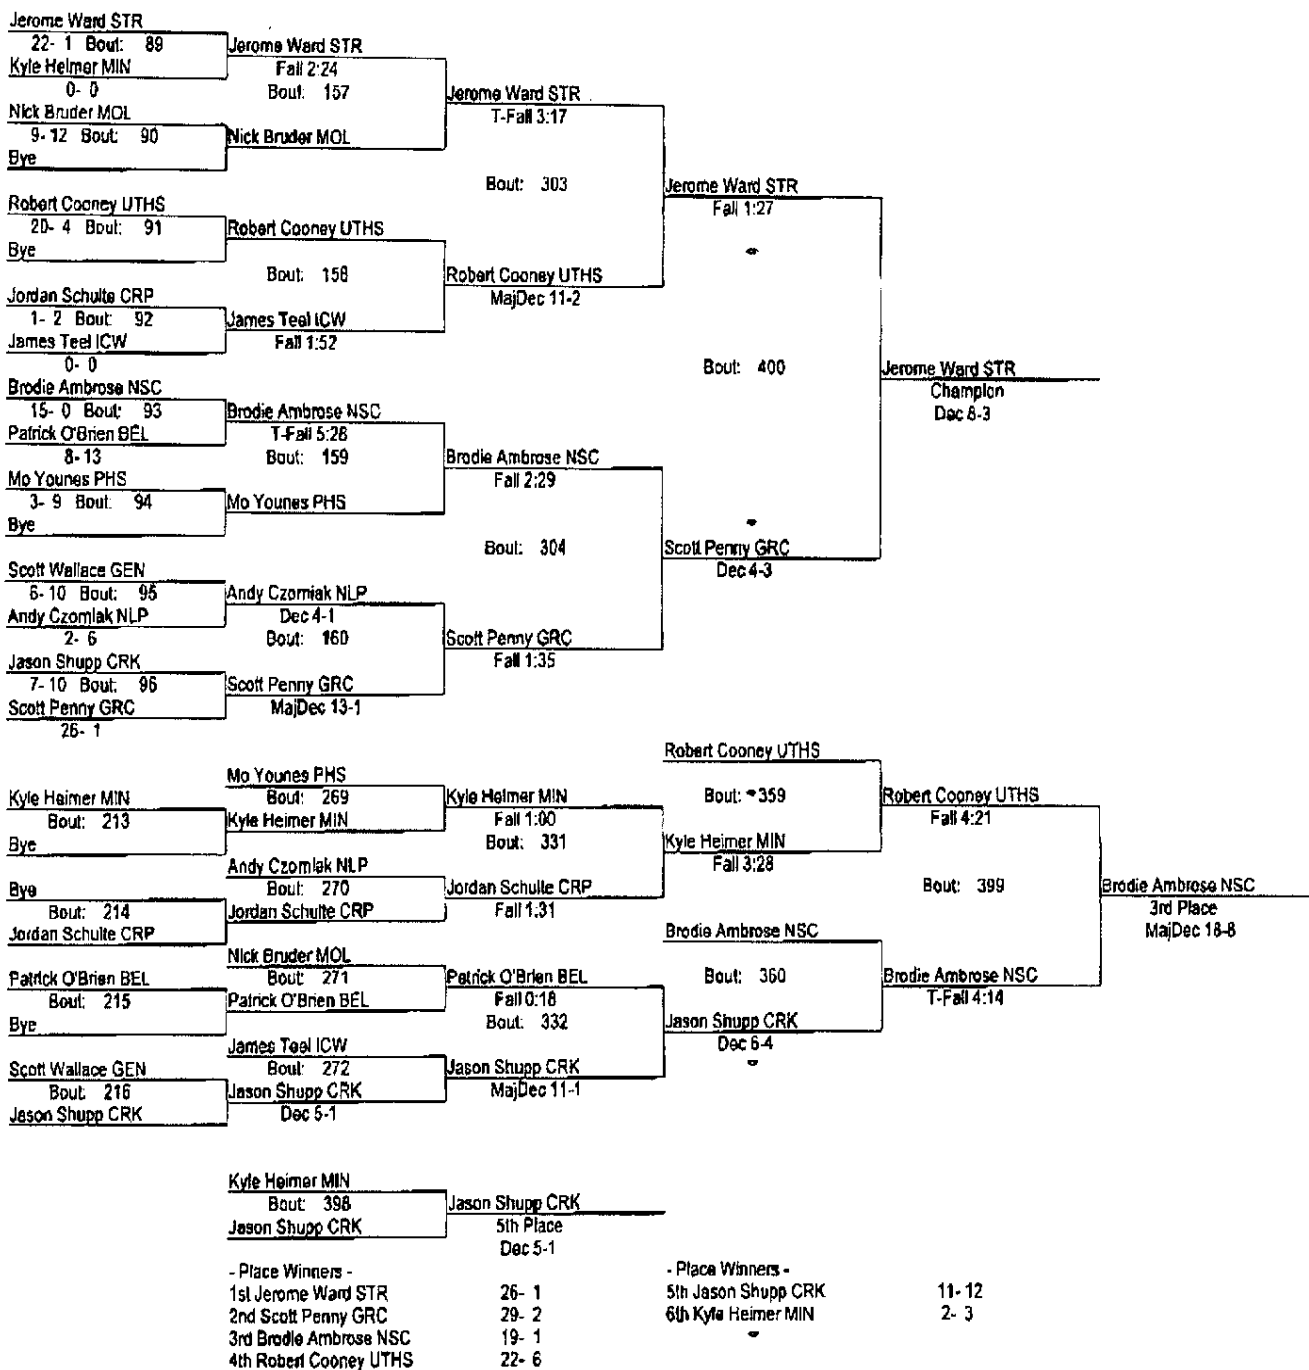 Jerome Ward STR
22- 1 Bout: 89
Kyle Heimer MIN
0- 0
Nick Bruder MOL
9- 12 Bout: 90
Bye
Robert Cooney UTHS
20- 4 Bout: 91
Bye
Jordan Schulte CRP
1- 2 Bout: 92
James Teel ICW
0- 0
Brodie Ambrose NSC
15- 0 Bout: 93
Patrick O'Brien BEL
8- 13
Mo Younes PHS
3- 9 Bout: 94
Bye
Scott Wallace GEN
6- 10 Bout: 95
Andy Czorniak NLP
2- 6
Jason Shupp CRK
7- 10 Bout: 96
Scott Penny GRC
26- 1
Jerome Ward STR
Fall 2:24
Bout: 157
Nick Bruder MOL
Robert Cooney UTHS
Bout: 158
James Teel ICW
Fall 1:52
Brodie Ambrose NSC
T-Fall 5:28
Bout: 159
Mo Younes PHS
Andy Czorniak NLP
Dec 4-1
Bout: 160
Scott Penny GRC
MajDec 13-1
Jerome Ward STR
T-Fall 3:17
Bout: 303
Robert Cooney UTHS
MajDec 11-2
Brodie Ambrose NSC
Fall 2:29
Bout: 304
Scott Penny GRC
Fall 1:35
Jerome Ward STR
Fall 1:27
Bout: 400
Scott Penny GRC
Dec 4-3
Jerome Ward STR
Champion
Dec 8-3
Kyle Heimer MIN
Bout: 213
Bye
Bye
Bout: 214
Jordan Schulte CRP
Patrick O'Brien BEL
Bout: 215
Bye
Scott Wallace GEN
Bout: 216
Jason Shupp CRK
Mo Younes PHS
Bout: 269
Kyle Heimer MIN
Andy Czorniak NLP
Bout: 270
Jordan Schulte CRP
Nick Bruder MOL
Bout: 271
Patrick O'Brien BEL
James Teel ICW
Bout: 272
Jason Shupp CRK
Dec 5-1
Kyle Heimer MIN
Fall 1:00
Bout: 331
Jordan Schulte CRP
Fall 1:31
Patrick O'Brien BEL
Fall 0:18
Bout: 332
Jason Shupp CRK
MajDec 11-1
Robert Cooney UTHS
Bout: 359
Kyle Heimer MIN
Fall 3:28
Brodie Ambrose NSC
Bout: 360
Jason Shupp CRK
Dec 6-4
Robert Cooney UTHS
Fall 4:21
Bout: 399
Brodie Ambrose NSC
T-Fall 4:14
Brodie Ambrose NSC
3rd Place
MajDec 18-8
Kyle Heimer MIN
Bout: 398
Jason Shupp CRK
Jason Shupp CRK
5th Place
Dec 5-1
- Place Winners -
1st Jerome Ward STR 26- 1
2nd Scott Penny GRC 29- 2
3rd Brodie Ambrose NSC 19- 1
4th Robert Cooney UTHS 22- 6
- Place Winners -
5th Jason Shupp CRK 11- 12
6th Kyle Heimer MIN 2- 3